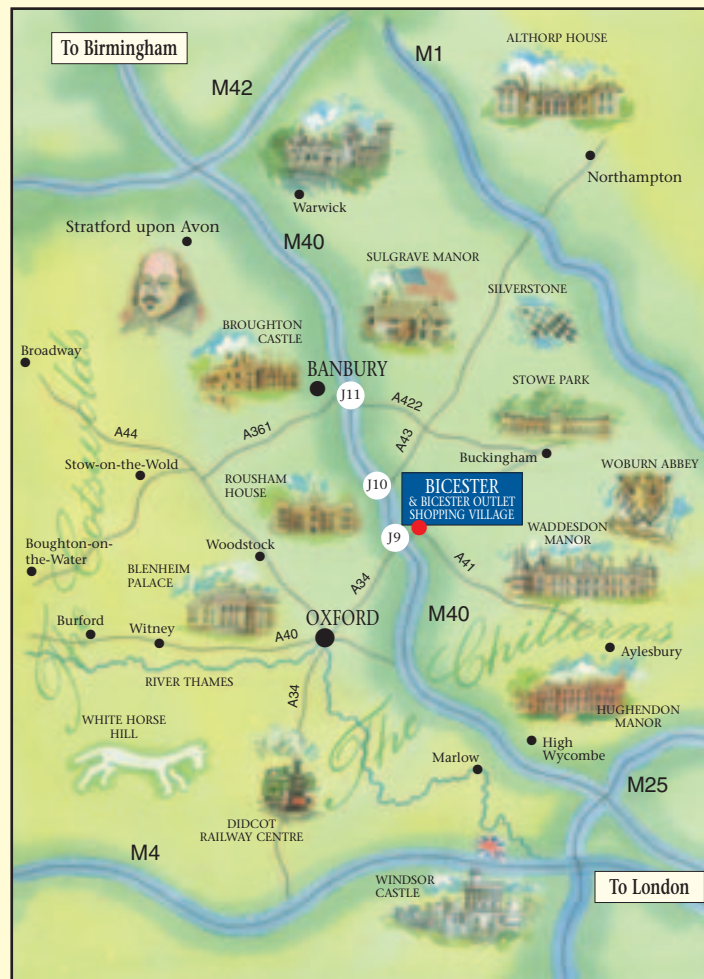 To Birmingham
M42
M1
ALTHORP HOUSE
Northampton
Warwick
Stratford upon Avon
M40
SULGRAVE MANOR
SILVERSTONE
BROUGHTON
CASTLE
Broadway
BANBURY
J11
STOWE PARK
A422
A44
A361
A43
Buckingham
Stow-on-the-Wold
ROUSHAM
HOUSE
J10
BICESTER
& BICESTER OUTLET
SHOPPING VILLAGE
WOBURN ABBEY
WADDESDON
MANOR
J9
Boughton-on-
the-Water
Woodstock
BLENHEIM
PALACE
A34
A41
The Cotswolds
Burford
Witney
A40
OXFORD
M40
The Chilterns
Aylesbury
RIVER THAMES
A34
HUGHENDON
MANOR
WHITE HORSE
HILL
High
Wycombe
Marlow
M25
DIDCOT
RAILWAY CENTRE
M4
WINDSOR
CASTLE
To London